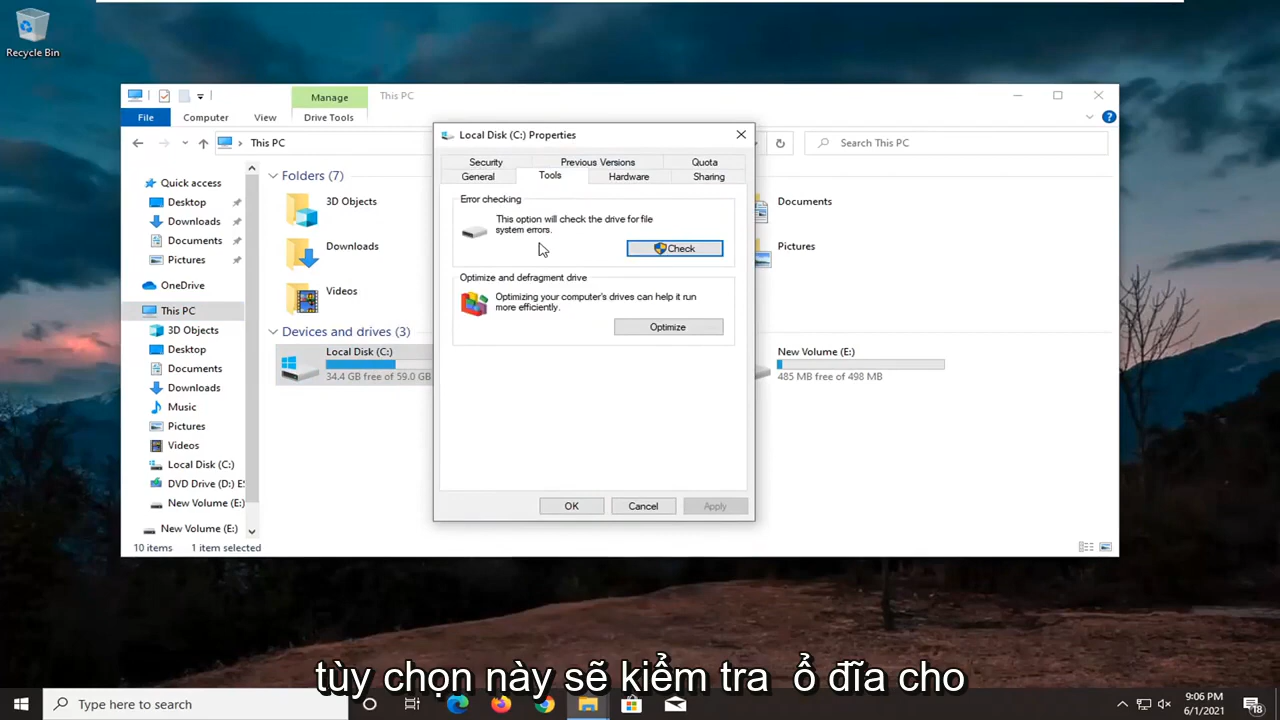 Recycle Bin
Manage
This PC
File
Computer
View
Drive Tools
This PC
Search This PC
Quick access
Desktop
Downloads
Documents
Pictures
OneDrive
This PC
3D Objects
Desktop
Documents
Downloads
Music
Pictures
Videos
Local Disk (C:)
DVD Drive (D:) ES
New Volume (E:)
New Volume (E:)
10 items
1 item selected
Folders (7)
3D Objects
Downloads
Videos
Documents
Pictures
Devices and drives (3)
Local Disk (C:)
34.4 GB free of 59.0 GB
New Volume (E:)
485 MB free of 498 MB
Local Disk (C:) Properties
Security
Previous Versions
Quota
General
Tools
Hardware
Sharing
Error checking
This option will check the drive for file
system errors.
Check
Optimize and defragment drive
Optimizing your computer's drives can help it run
more efficiently.
Optimize
OK
Cancel
Apply
tùy chọn này sẽ kiểm tra ổ đĩa cho
Type here to search
9:06 PM
6/1/2021
18